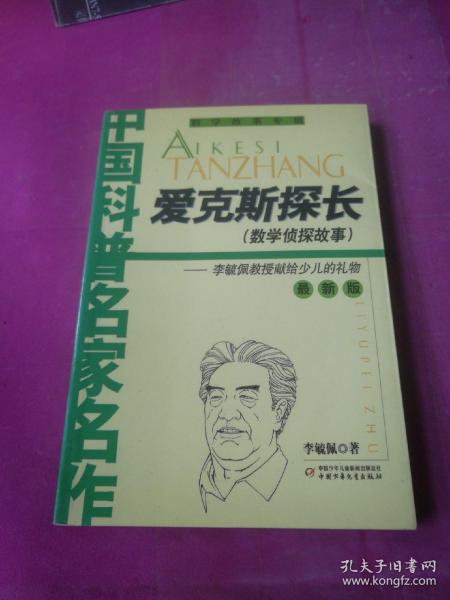 数学故事专辑
AIKESI
TANZHANG
爱克斯探长
(数学侦探故事)
—— 李毓佩教授献给少儿的礼物
最新版
中国科普名家名作
LIYUPEI ZHU
李毓佩 著
中国少年儿童新闻出版总社
中国少年儿童出版社
孔夫子旧书网
www.kongfz.com